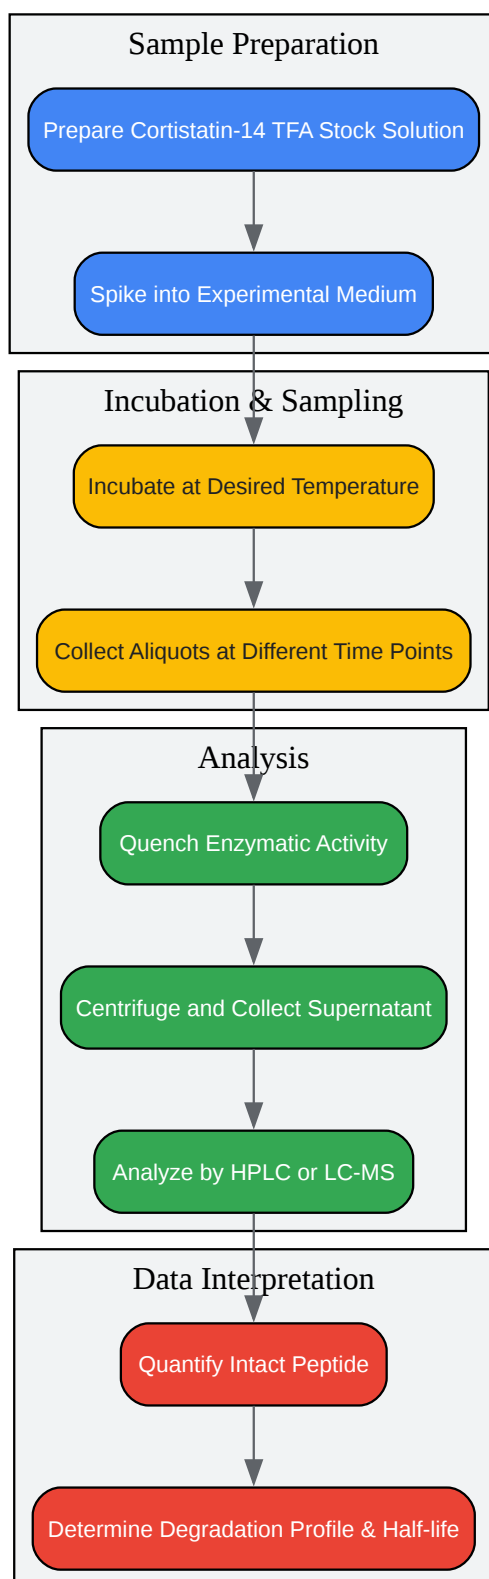 Sample Preparation
Prepare Cortistatin-14 TFA Stock Solution
Spike into Experimental Medium
Incubation & Sampling
Incubate at Desired Temperature
Collect Aliquots at Different Time Points
Analysis
Quench Enzymatic Activity
Centrifuge and Collect Supernatant
Analyze by HPLC or LC-MS
Data Interpretation
Quantify Intact Peptide
Determine Degradation Profile & Half-life